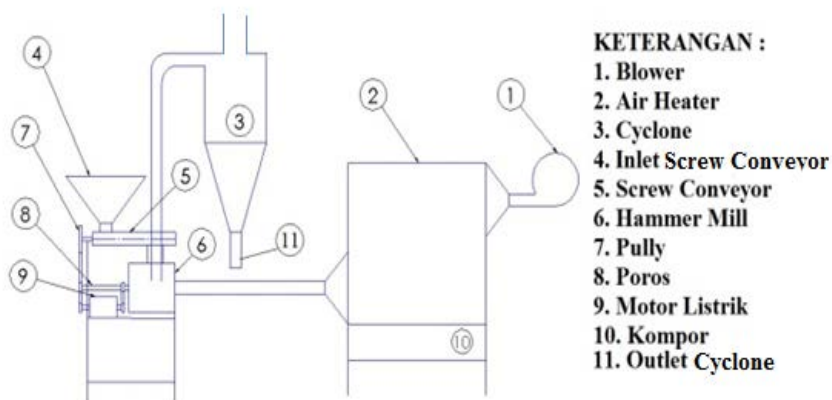 4
3
2
1
7
5
8
6
11
9
10
KETERANGAN :
1. Blower
2. Air Heater
3. Cyclone
4. Inlet Screw Conveyor
5. Screw Conveyor
6. Hammer Mill
7. Pully
8. Poros
9. Motor Listrik
10. Kompor
11. Outlet Cyclone